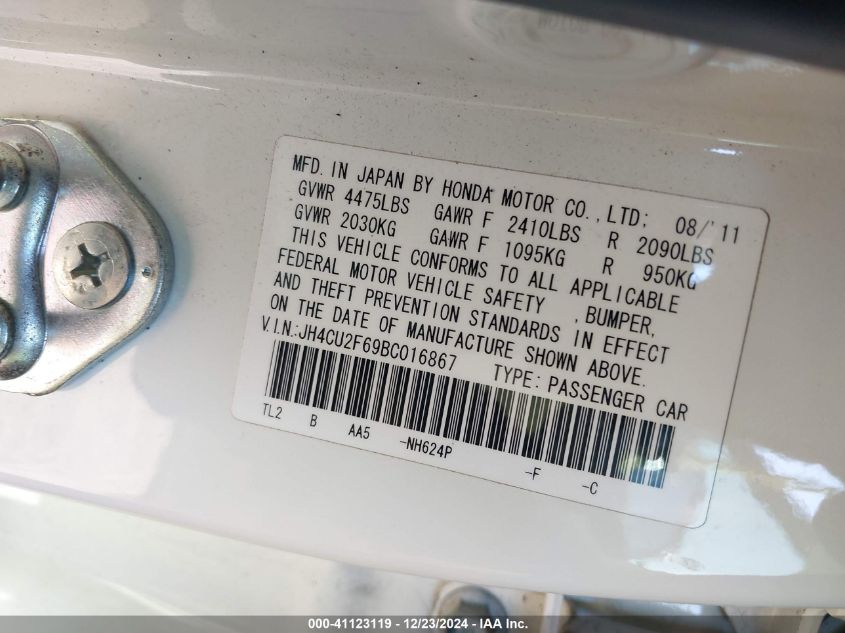 MFD. IN JAPAN BY HONDA MOTOR CO.,LTD; 08/'11
GVWR 4475LBS GAWR F 2410LBS R 2090LBS
GVWR 2030KG GAWR F 1095KG R 950KG
THIS VEHICLE CONFORMS TO ALL APPLICABLE
FEDERAL MOTOR VEHICLE SAFETY ,BUMPER,
AND THEFT PREVENTION STANDARDS IN EFFECT
ON THE DATE OF MANUFACTURE SHOWN ABOVE.
V.IN.:JH4CU2F69BC016867 TYPE: PASSENGER CAR
TL2 B AA5 -NH624P -F -C
000-41123119 | 12/23/2024 - IAA Inc.